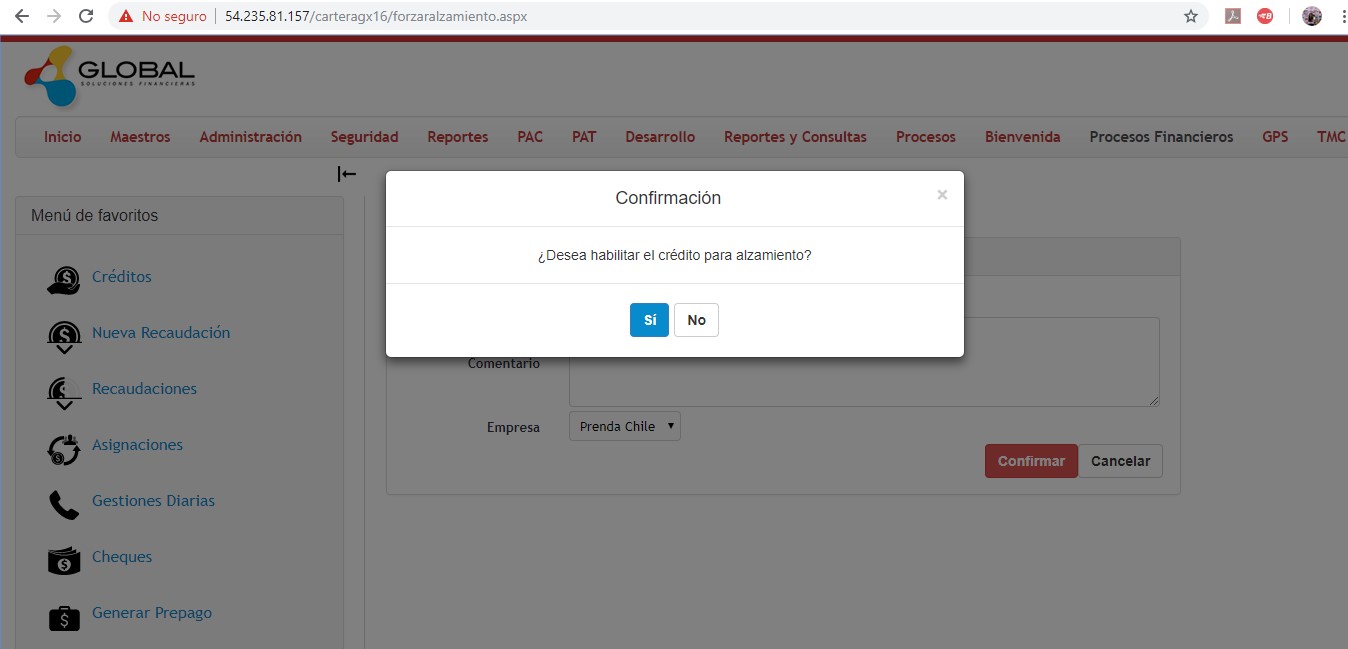 No seguro
54.235.81.157/carteragx16/forzaralzamiento.aspx
GLOBAL
SOLUCIONES FINANCIERAS
Inicio Maestros Administración Seguridad Reportes PAC PAT Desarrollo Reportes y Consultas Procesos Bienvenida Procesos Financieros GPS TMC
Menú de favoritos
Créditos
Nueva Recaudación
Recaudaciones
Asignaciones
Gestiones Diarias
Cheques
Generar Prepago
Confirmación
×
¿Desea habilitar el crédito para alzamiento?
Sí No
Comentario
Empresa Prenda Chile
Confirmar Cancelar